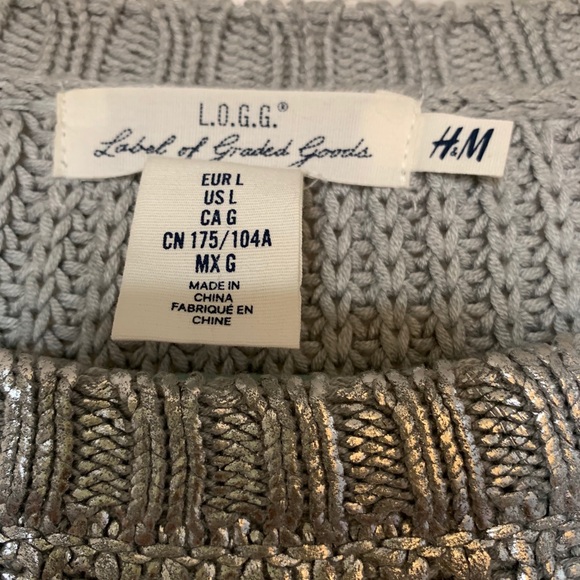 L.O.G.G.®
Label of Graded Goods
H&M
EUR L
US L
CA G
CN 175/104A
MX G
MADE IN
CHINA
FABRIQUÉ EN
CHINE